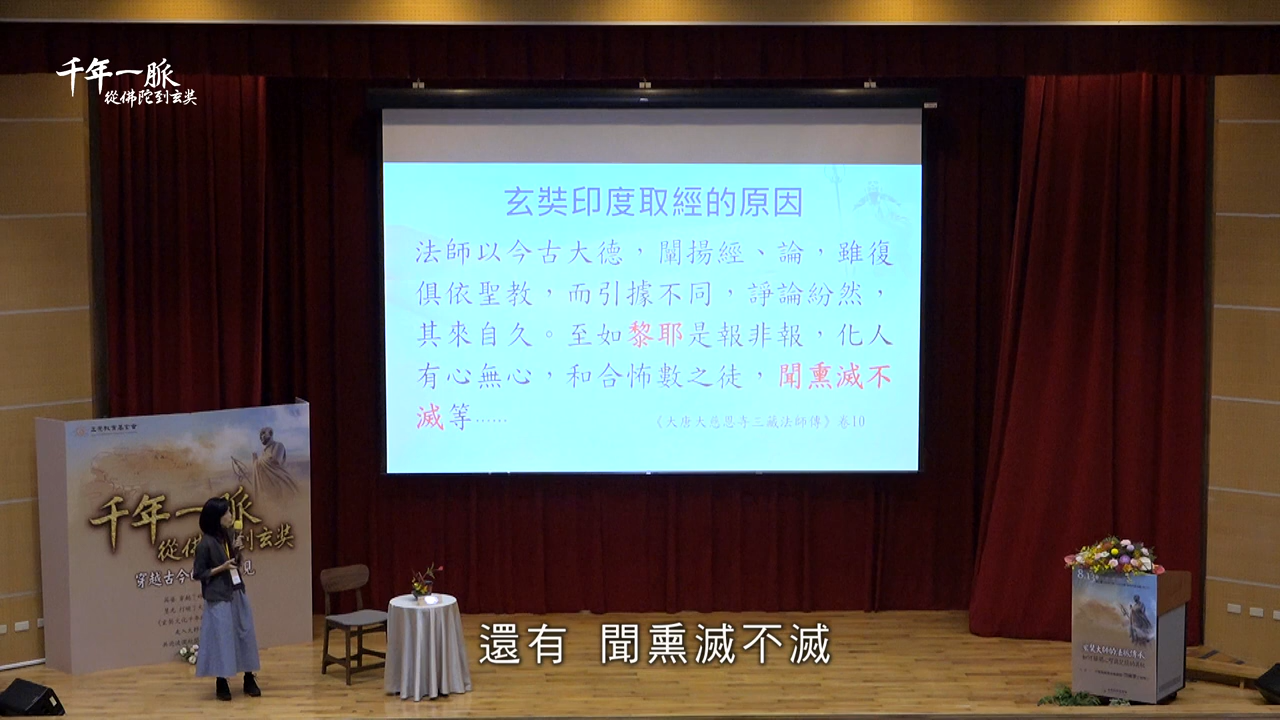 千年一脈
從佛陀到玄奘
玄奘印度取經的原因
法師以今古大德，闡揚經、論，雖復
俱依聖教，而引據不同，諍論紛然，
其來自久。至如黎耶是報非報，化人
有心無心，和合怖數之徒，聞熏滅不
滅等……
《大唐大慈恩寺三藏法師傳》卷10
千年一脈
從佛到玄奘
穿越古今
見
還有 聞熏滅不滅